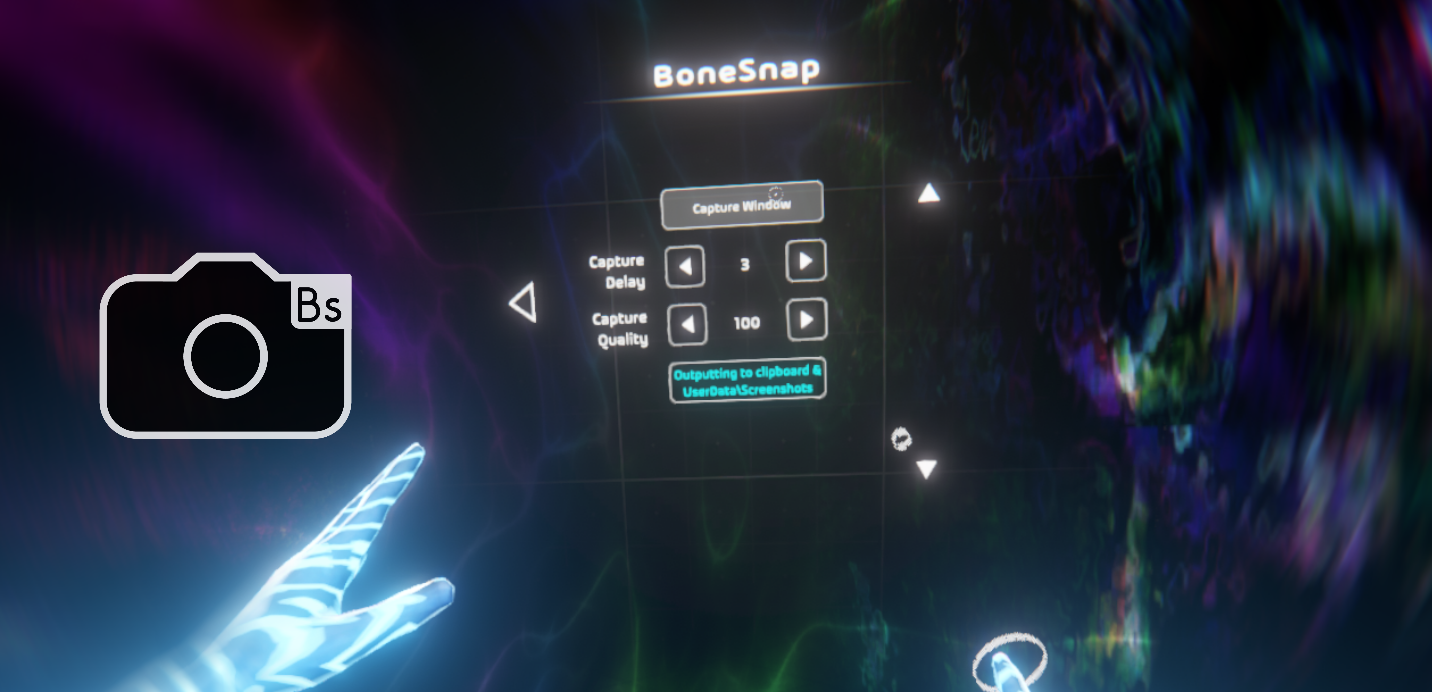 BoneSnap
Capture Window
Capture
Delay
3
Capture
Quality
100
Outputting to clipboard &
UserData\Screenshots
Bs